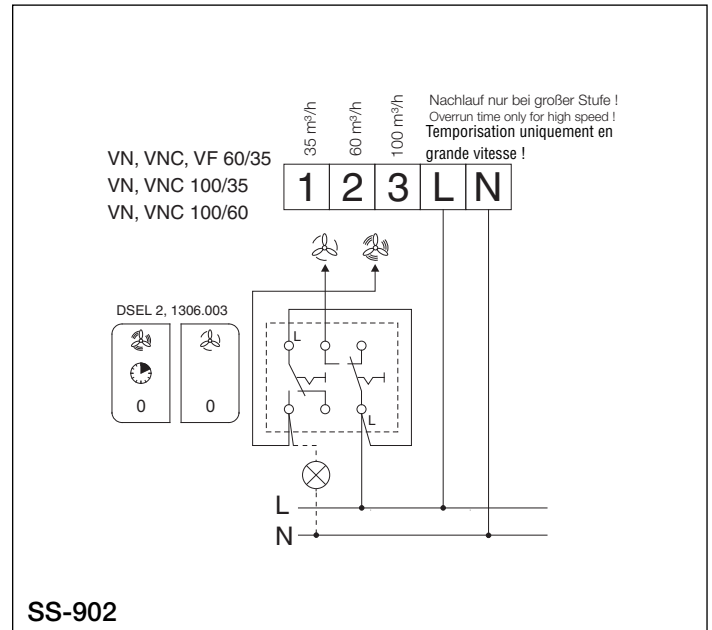 35 m³/h
60 m³/h
100 m³/h
Nachlauf nur bei großer Stufe !
Overrun time only for high speed !
Temporisation uniquement en
grande vitesse !
VN, VNC, VF 60/35
VN, VNC 100/35
VN, VNC 100/60
1 2 3 L N
DSEL 2, 1306.003
L
0 0
L
L
N
SS-902